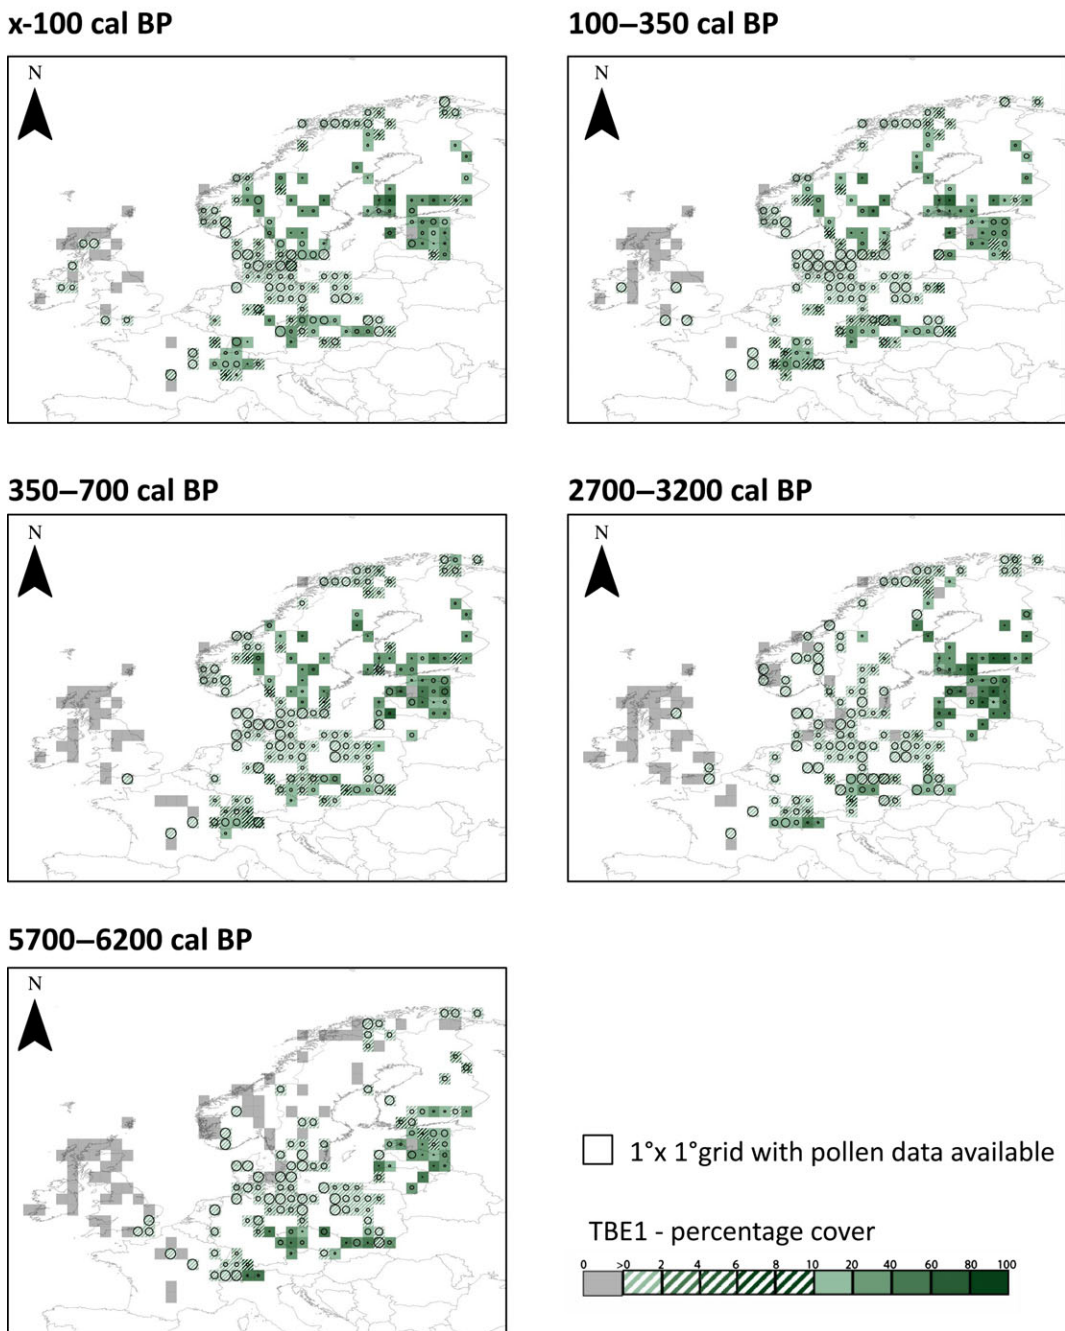 x-100 cal BP
100–350 cal BP
N
N
350–700 cal BP
2700–3200 cal BP
N
N
5700–6200 cal BP
N
1°x 1°grid with pollen data available
TBE1 - percentage cover
0 >0 2 4 6 8 10 20 40 60 80 100